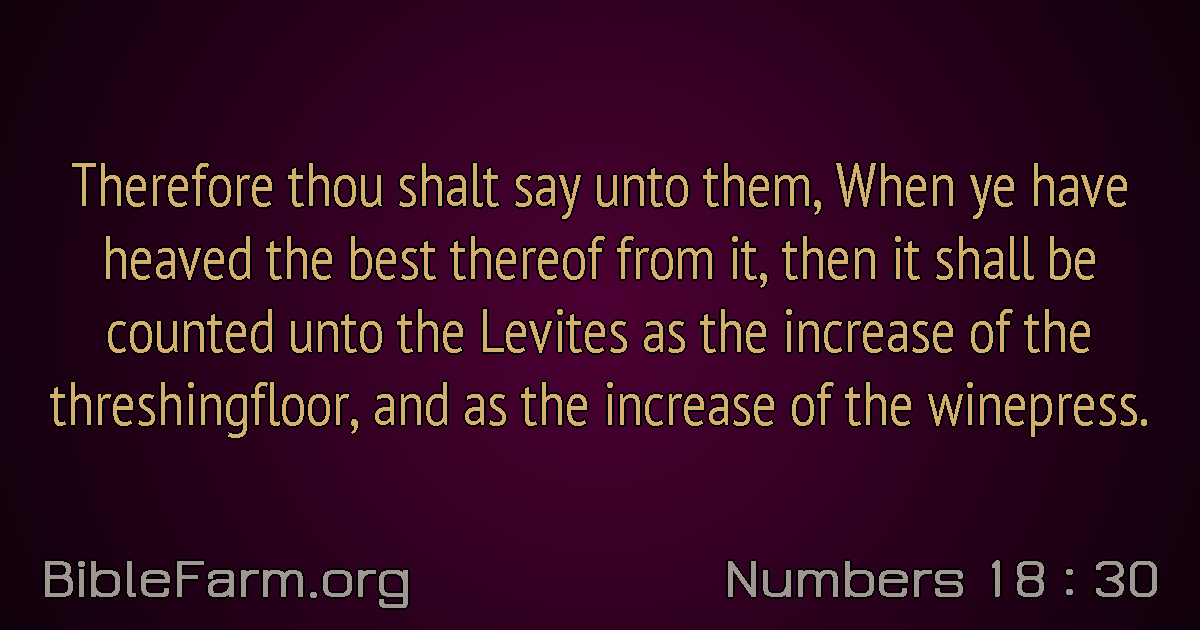 Therefore thou shalt say unto them, When ye have
heaved the best thereof from it, then it shall be
counted unto the Levites as the increase of the
threshingfloor, and as the increase of the winepress.
BibleFarm.org
Numbers 18 : 30